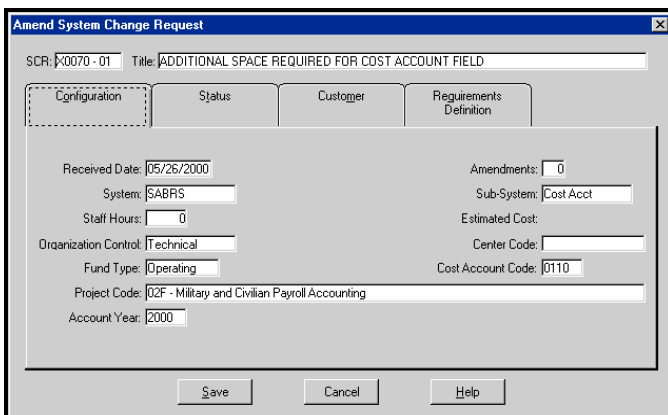 Amend System Change Request
SCR: X0070 - 01 Title: ADDITIONAL SPACE REQUIRED FOR COST ACCOUNT FIELD
Configuration Status Customer Requirements
Definition
Received Date: 05/26/2000 Amendments: 0
System: SABRS Sub-System: Cost Acct
Staff Hours: 0 Estimated Cost:
Organization Control: Technical Center Code:
Fund Type: Operating Cost Account Code: 0110
Project Code: 02F - Military and Civilian Payroll Accounting
Account Year: 2000
Save Cancel Help